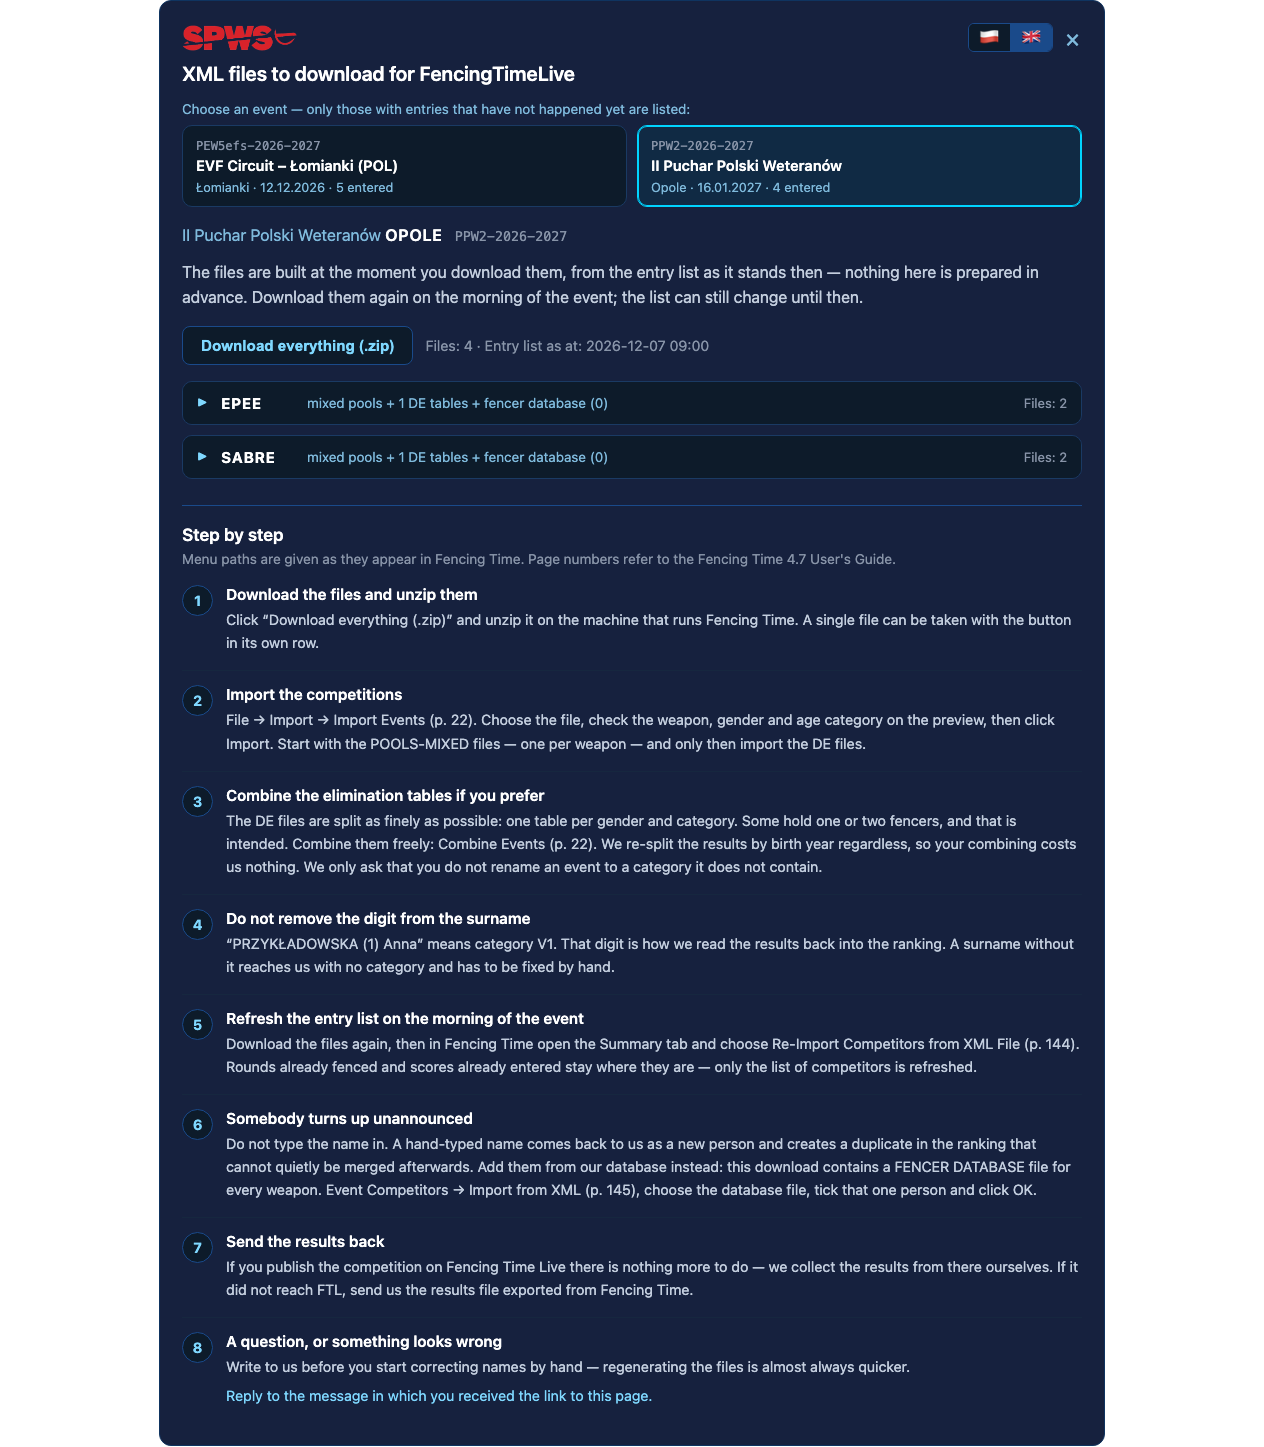 SPWS
×
XML files to download for FencingTimeLive
Choose an event — only those with entries that have not happened yet are listed:
PEW5efs-2026-2027
EVF Circuit – Łomianki (POL)
Łomianki · 12.12.2026 · 5 entered
PPW2-2026-2027
II Puchar Polski Weteranów
Opole · 16.01.2027 · 4 entered
II Puchar Polski Weteranów OPOLE PPW2-2026-2027
The files are built at the moment you download them, from the entry list as it stands then — nothing here is prepared in
advance. Download them again on the morning of the event; the list can still change until then.
Download everything (.zip) Files: 4 · Entry list as at: 2026-12-07 09:00
▶ EPEE mixed pools + 1 DE tables + fencer database (0) Files: 2
▶ SABRE mixed pools + 1 DE tables + fencer database (0) Files: 2
Step by step
Menu paths are given as they appear in Fencing Time. Page numbers refer to the Fencing Time 4.7 User's Guide.
1 Download the files and unzip them
Click “Download everything (.zip)” and unzip it on the machine that runs Fencing Time. A single file can be taken with the button
in its own row.
2 Import the competitions
File → Import → Import Events (p. 22). Choose the file, check the weapon, gender and age category on the preview, then click
Import. Start with the POOLS-MIXED files — one per weapon — and only then import the DE files.
3 Combine the elimination tables if you prefer
The DE files are split as finely as possible: one table per gender and category. Some hold one or two fencers, and that is
intended. Combine them freely: Combine Events (p. 22). We re-split the results by birth year regardless, so your combining costs
us nothing. We only ask that you do not rename an event to a category it does not contain.
4 Do not remove the digit from the surname
“PRZYKŁADOWSKA (1) Anna” means category V1. That digit is how we read the results back into the ranking. A surname without
it reaches us with no category and has to be fixed by hand.
5 Refresh the entry list on the morning of the event
Download the files again, then in Fencing Time open the Summary tab and choose Re-Import Competitors from XML File (p. 144).
Rounds already fenced and scores already entered stay where they are — only the list of competitors is refreshed.
6 Somebody turns up unannounced
Do not type the name in. A hand-typed name comes back to us as a new person and creates a duplicate in the ranking that
cannot quietly be merged afterwards. Add them from our database instead: this download contains a FENCER DATABASE file for
every weapon. Event Competitors → Import from XML (p. 145), choose the database file, tick that one person and click OK.
7 Send the results back
If you publish the competition on Fencing Time Live there is nothing more to do — we collect the results from there ourselves. If it
did not reach FTL, send us the results file exported from Fencing Time.
8 A question, or something looks wrong
Write to us before you start correcting names by hand — regenerating the files is almost always quicker.
Reply to the message in which you received the link to this page.